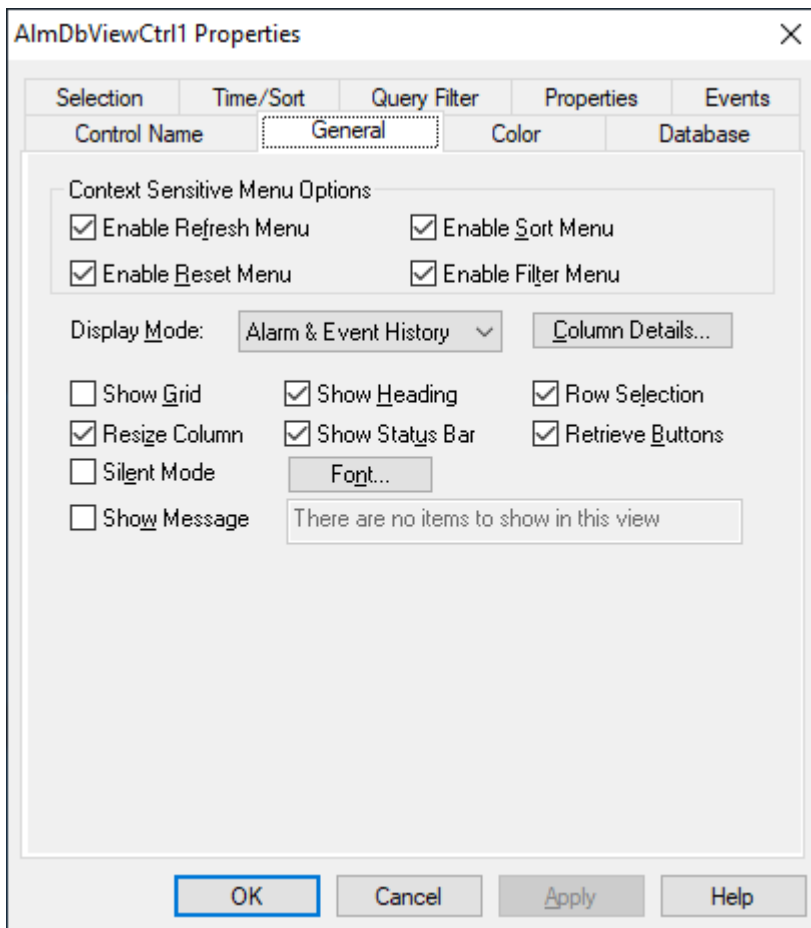 AlmDbViewCtrl1 Properties
Selection Time/Sort Query Filter Properties Events
Control Name General Color Database
Context Sensitive Menu Options
Enable Refresh Menu Enable Sort Menu
Enable Reset Menu Enable Filter Menu
Display Mode: Alarm & Event History Column Details...
Show Grid Show Heading Row Selection
Resize Column Show Status Bar Retrieve Buttons
Silent Mode Font...
Show Message There are no items to show in this view
OK Cancel Apply Help